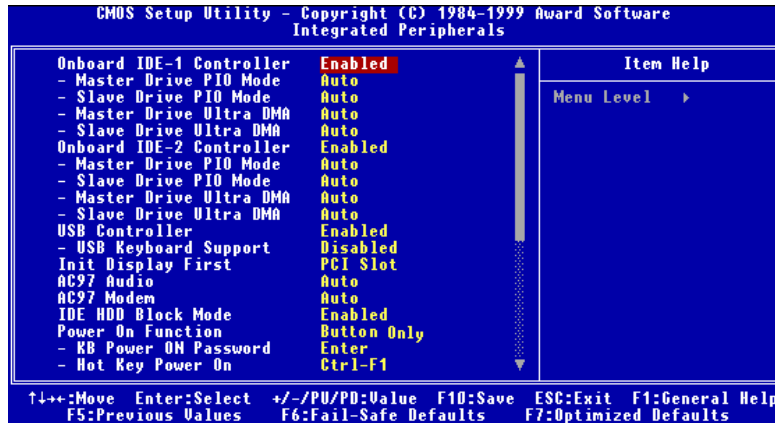 CMOS Setup Utility - Copyright (C) 1984-1999 Award Software
Integrated Peripherals
Onboard IDE-1 Controller Enabled
- Master Drive PIO Mode Auto
- Slave Drive PIO Mode Auto
- Master Drive Ultra DMA Auto
- Slave Drive Ultra DMA Auto
Onboard IDE-2 Controller Enabled
- Master Drive PIO Mode Auto
- Slave Drive PIO Mode Auto
- Master Drive Ultra DMA Auto
- Slave Drive Ultra DMA Auto
USB Controller Enabled
- USB Keyboard Support Disabled
Init Display First PCI Slot
AC97 Audio Auto
AC97 Modem Auto
IDE HDD Block Mode Enabled
Power On Function Button Only
- KB Power ON Password Enter
- Hot Key Power On Ctrl-F1
Item Help
Menu Level ▸
↑↓→←:Move Enter:Select +/-/PU/PD:Value F10:Save ESC:Exit F1:General Help
F5:Previous Values F6:Fail-Safe Defaults F7:Optimized Defaults